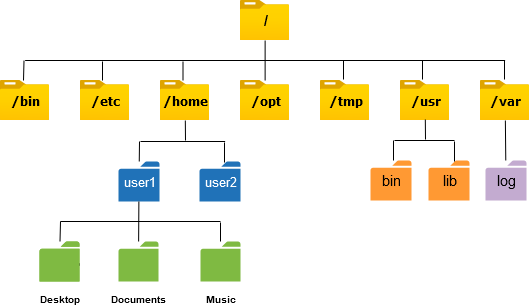 /
/bin
/etc
/home
/opt
/tmp
/usr
/var
user1
user2
bin
lib
log
Desktop
Documents
Music